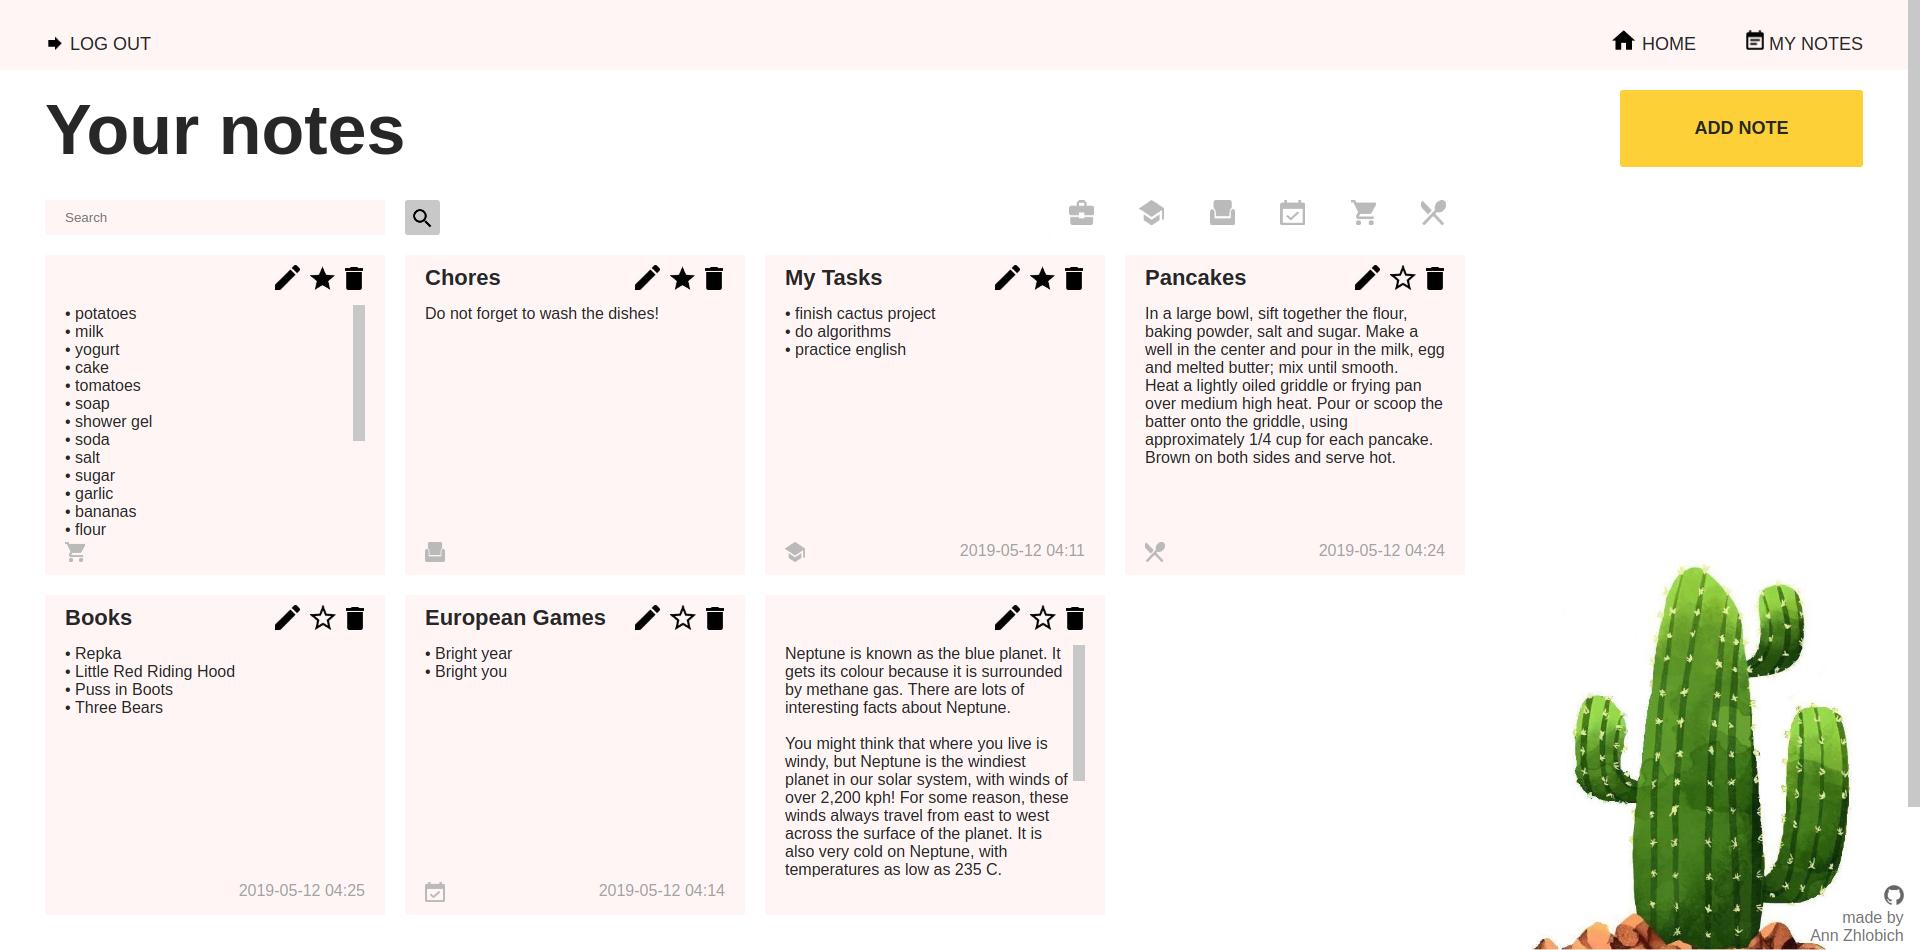 LOG OUT
HOME
MY NOTES
Your notes
ADD NOTE
Search
• potatoes
• milk
• yogurt
• cake
• tomatoes
• soap
• shower gel
• soda
• salt
• sugar
• garlic
• bananas
• flour
Chores
Do not forget to wash the dishes!
My Tasks
• finish cactus project
• do algorithms
• practice english
2019-05-12 04:11
Pancakes
In a large bowl, sift together the flour,
baking powder, salt and sugar. Make a
well in the center and pour in the milk, egg
and melted butter; mix until smooth.
Heat a lightly oiled griddle or frying pan
over medium high heat. Pour or scoop the
batter onto the griddle, using
approximately 1/4 cup for each pancake.
Brown on both sides and serve hot.
2019-05-12 04:24
Books
• Repka
• Little Red Riding Hood
• Puss in Boots
• Three Bears
2019-05-12 04:25
European Games
• Bright year
• Bright you
2019-05-12 04:14
Neptune is known as the blue planet. It
gets its colour because it is surrounded
by methane gas. There are lots of
interesting facts about Neptune.
You might think that where you live is
windy, but Neptune is the windiest
planet in our solar system, with winds of
over 2,200 kph! For some reason, these
winds always travel from east to west
across the surface of the planet. It is
also very cold on Neptune, with
temperatures as low as 235 C.
made by
Ann Zhlobich